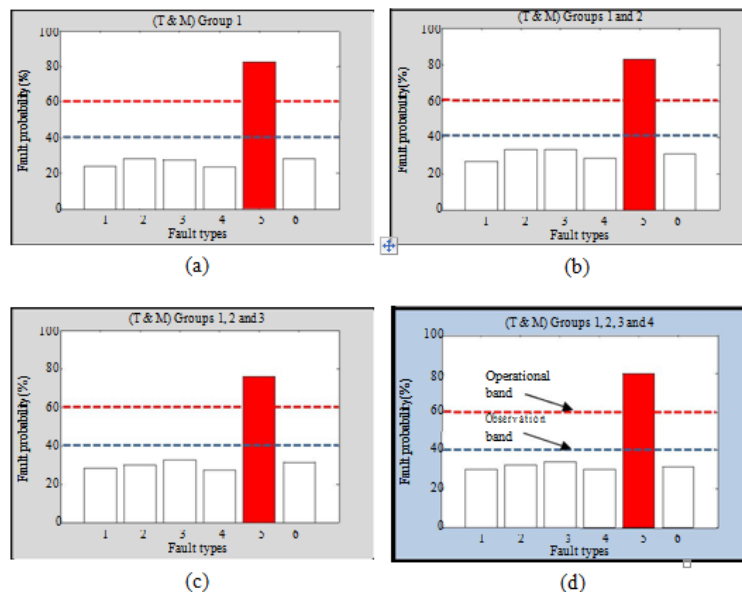 (T & M) Group 1
Fault probability (%)
100
80
60
40
20
0
1 2 3 4 5 6
Fault types
(a)
(T & M) Groups 1 and 2
Fault probability (%)
100
80
60
40
20
0
1 2 3 4 5 6
Fault types
(b)
(T & M) Groups 1, 2 and 3
Fault probability (%)
100
80
60
40
20
0
1 2 3 4 5 6
Fault types
(c)
(T & M) Groups 1, 2, 3 and 4
Fault probability (%)
100
80
60
40
20
0
Operational
band
Observation
band
1 2 3 4 5 6
Fault types
(d)